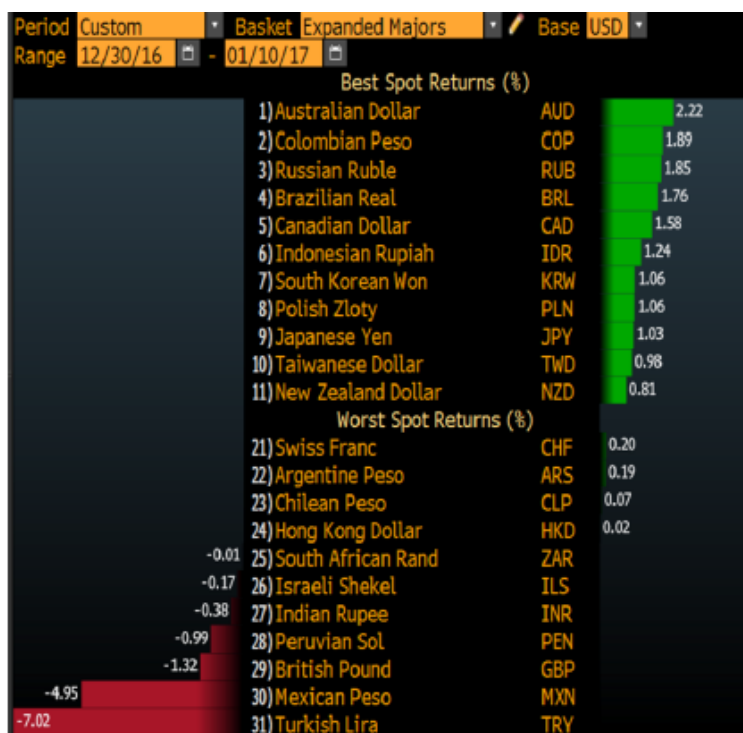 Period Custom Basket Expanded Majors Base USD
Range 12/30/16 - 01/10/17
Best Spot Returns (%)
1) Australian Dollar AUD 2.22
2) Colombian Peso COP 1.89
3) Russian Ruble RUB 1.85
4) Brazilian Real BRL 1.76
5) Canadian Dollar CAD 1.58
6) Indonesian Rupiah IDR 1.24
7) South Korean Won KRW 1.06
8) Polish Zloty PLN 1.06
9) Japanese Yen JPY 1.03
10) Taiwanese Dollar TWD 0.98
11) New Zealand Dollar NZD 0.81
Worst Spot Returns (%)
21) Swiss Franc CHF 0.20
22) Argentine Peso ARS 0.19
23) Chilean Peso CLP 0.07
24) Hong Kong Dollar HKD 0.02
-0.01 25) South African Rand ZAR
-0.17 26) Israeli Shekel ILS
-0.38 27) Indian Rupee INR
-0.99 28) Peruvian Sol PEN
-1.32 29) British Pound GBP
-4.95 30) Mexican Peso MXN
-7.02 31) Turkish Lira TRY